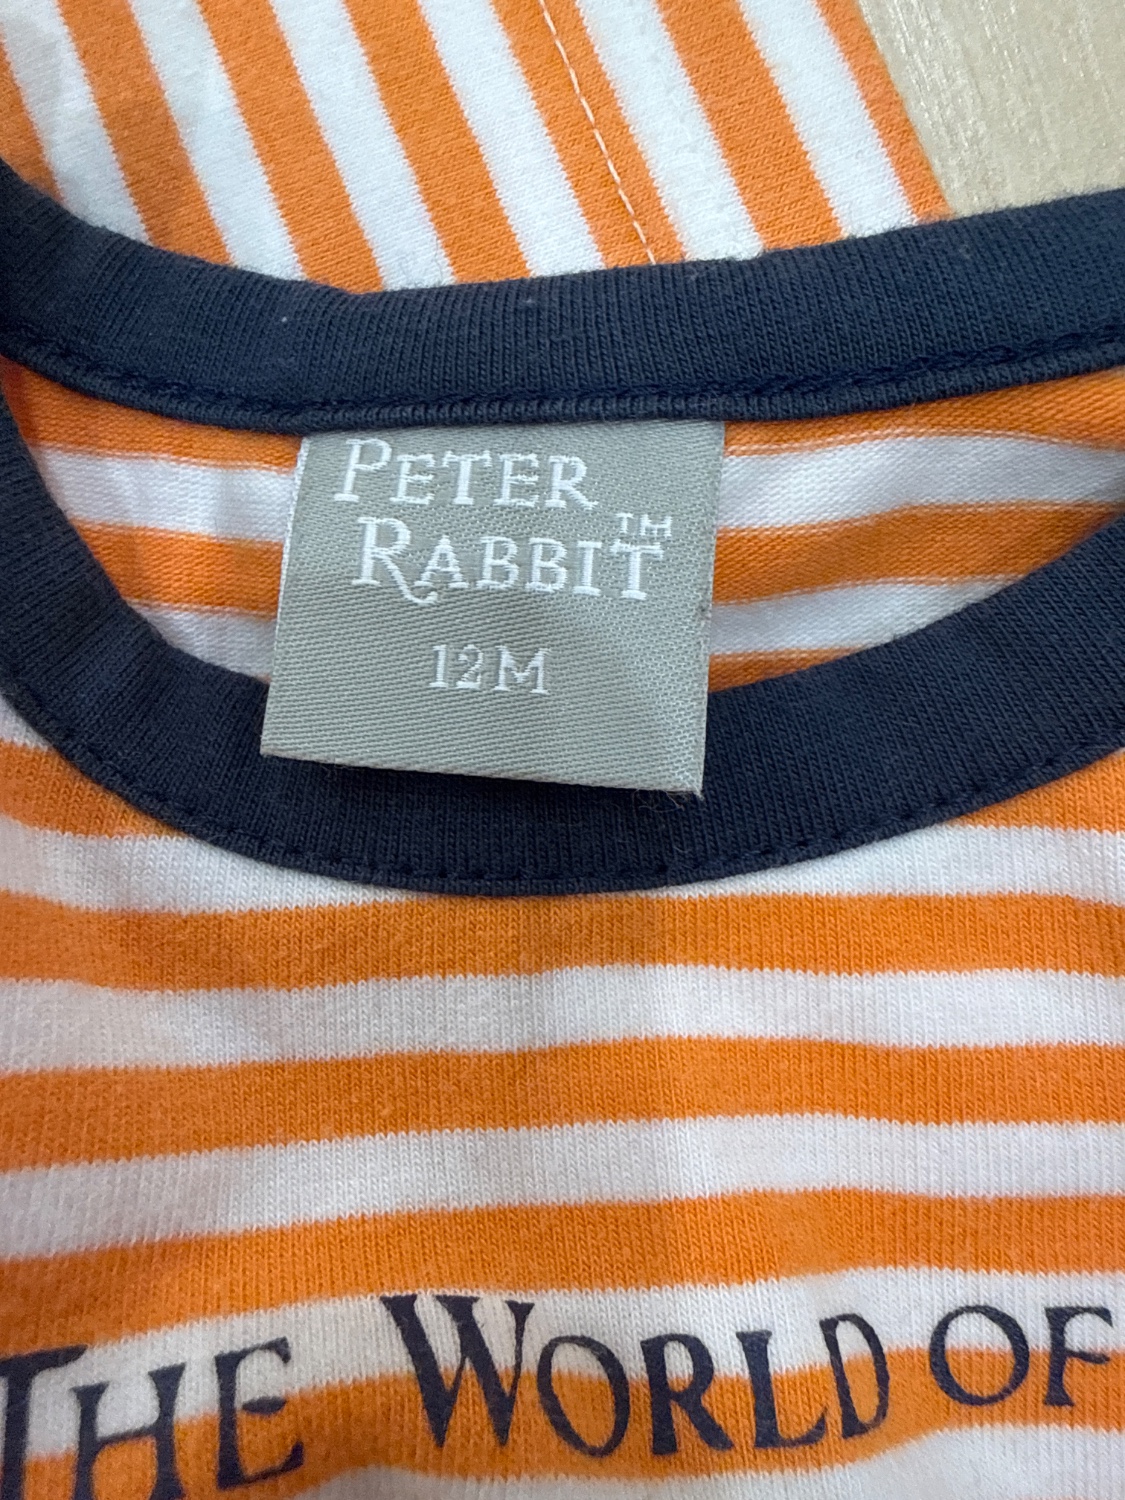 PETER
RABBIT™
12M
THE WORLD OF